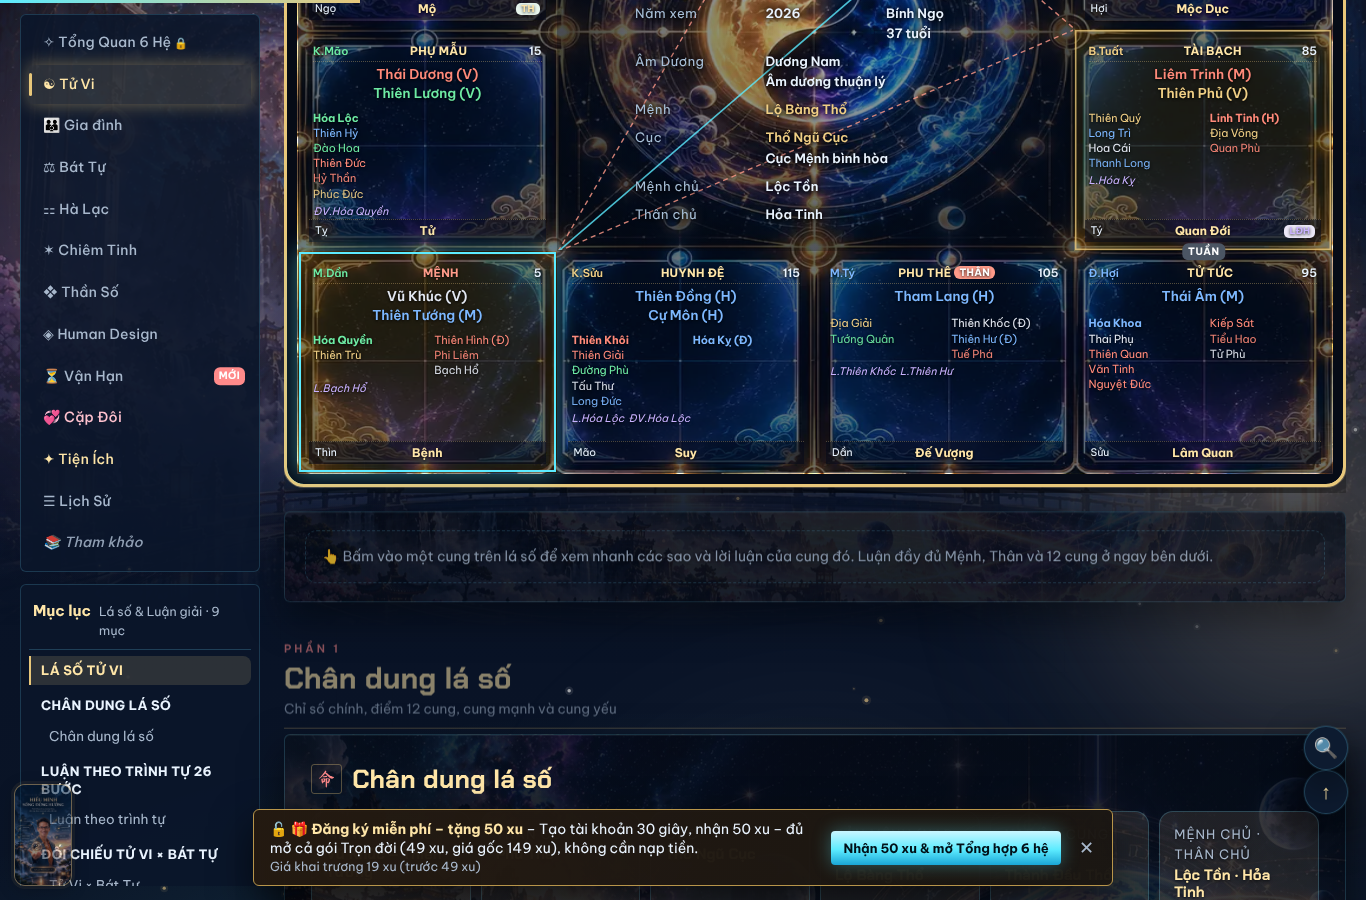 ✧ Tổng Quan 6 Hệ 🔒
☯ Tử Vi
👪 Gia đình
⚖ Bát Tự
⚏ Hà Lạc
✶ Chiêm Tinh
❖ Thần Số
◈ Human Design
⏳ Vận Hạn MỚI
💞 Cặp Đôi
✦ Tiện Ích
☰ Lịch Sử
📚 Tham khảo
Mục lục Lá số & Luận giải · 9
mục
LÁ SỐ TỬ VI
CHÂN DUNG LÁ SỐ
Chân dung lá số
LUẬN THEO TRÌNH TỰ 26
BƯỚC
Luận theo trình tự
ĐỐI CHIẾU TỬ VI × BÁT TỰ
Tử Vi × Bát Tự
Ngọ Mộ TH
Năm xem 2026 Bính Ngọ
37 tuổi
Âm Dương Dương Nam
Âm dương thuận lý
Mệnh Lộ Bàng Thổ
Cục Thổ Ngũ Cục
Cục Mệnh bình hòa
Mệnh chủ Lộc Tồn
Thân chủ Hỏa Tinh
Hợi Mộc Dục
K.Mão PHỤ MẪU 15
Thái Dương (V)
Thiên Lương (V)
Hóa Lộc
Thiên Hỷ
Đào Hoa
Thiên Đức
Hỷ Thần
Phúc Đức
ĐV.Hóa Quyền
Tỵ Tử
B.Tuất TÀI BẠCH 85
Liêm Trinh (M)
Thiên Phủ (V)
Thiên Quý Linh Tinh (H)
Long Trì Địa Võng
Hoa Cái Quan Phù
Thanh Long
L.Hóa Kỵ
Tý Quan Đới LĐH
TUẦN
M.Dần MỆNH 5
Vũ Khúc (V)
Thiên Tướng (M)
Hóa Quyền Thiên Hình (Đ)
Thiên Trù Phi Liêm
Bạch Hổ
L.Bạch Hổ
Thìn Bệnh
K.Sửu HUYNH ĐỆ 115
Thiên Đồng (H)
Cự Môn (H)
Thiên Khôi Hóa Kỵ (Đ)
Thiên Giải
Đường Phù
Tấu Thư
Long Đức
L.Hóa Lộc ĐV.Hóa Lộc
Mão Suy
M.Tý PHU THÊ THÂN 105
Tham Lang (H)
Địa Giải Thiên Khốc (Đ)
Tướng Quân Thiên Hư (Đ)
Tuế Phá
L.Thiên Khốc L.Thiên Hư
Dần Đế Vượng
Đ.Hợi TỬ TỨC 95
Thái Âm (M)
Hóa Khoa Kiếp Sát
Thai Phụ Tiểu Hao
Thiên Quan Tử Phù
Văn Tinh
Nguyệt Đức
Sửu Lâm Quan
👆 Bấm vào một cung trên lá số để xem nhanh các sao và lời luận của cung đó. Luận đầy đủ Mệnh, Thân và 12 cung ở ngay bên dưới.
PHẦN 1
Chân dung lá số
Chỉ số chính, điểm 12 cung, cung mạnh và cung yếu
命 Chân dung lá số
MỆNH CHỦ ·
THÂN CHỦ
Lộc Tồn · Hỏa
Tinh
🔓 🎁 Đăng ký miễn phí – tặng 50 xu – Tạo tài khoản 30 giây, nhận 50 xu – đủ
mở cả gói Trọn đời (49 xu, giá gốc 149 xu), không cần nạp tiền.
Giá khai trương 19 xu (trước 49 xu)
Nhận 50 xu & mở Tổng hợp 6 hệ ✕
🔍
↑